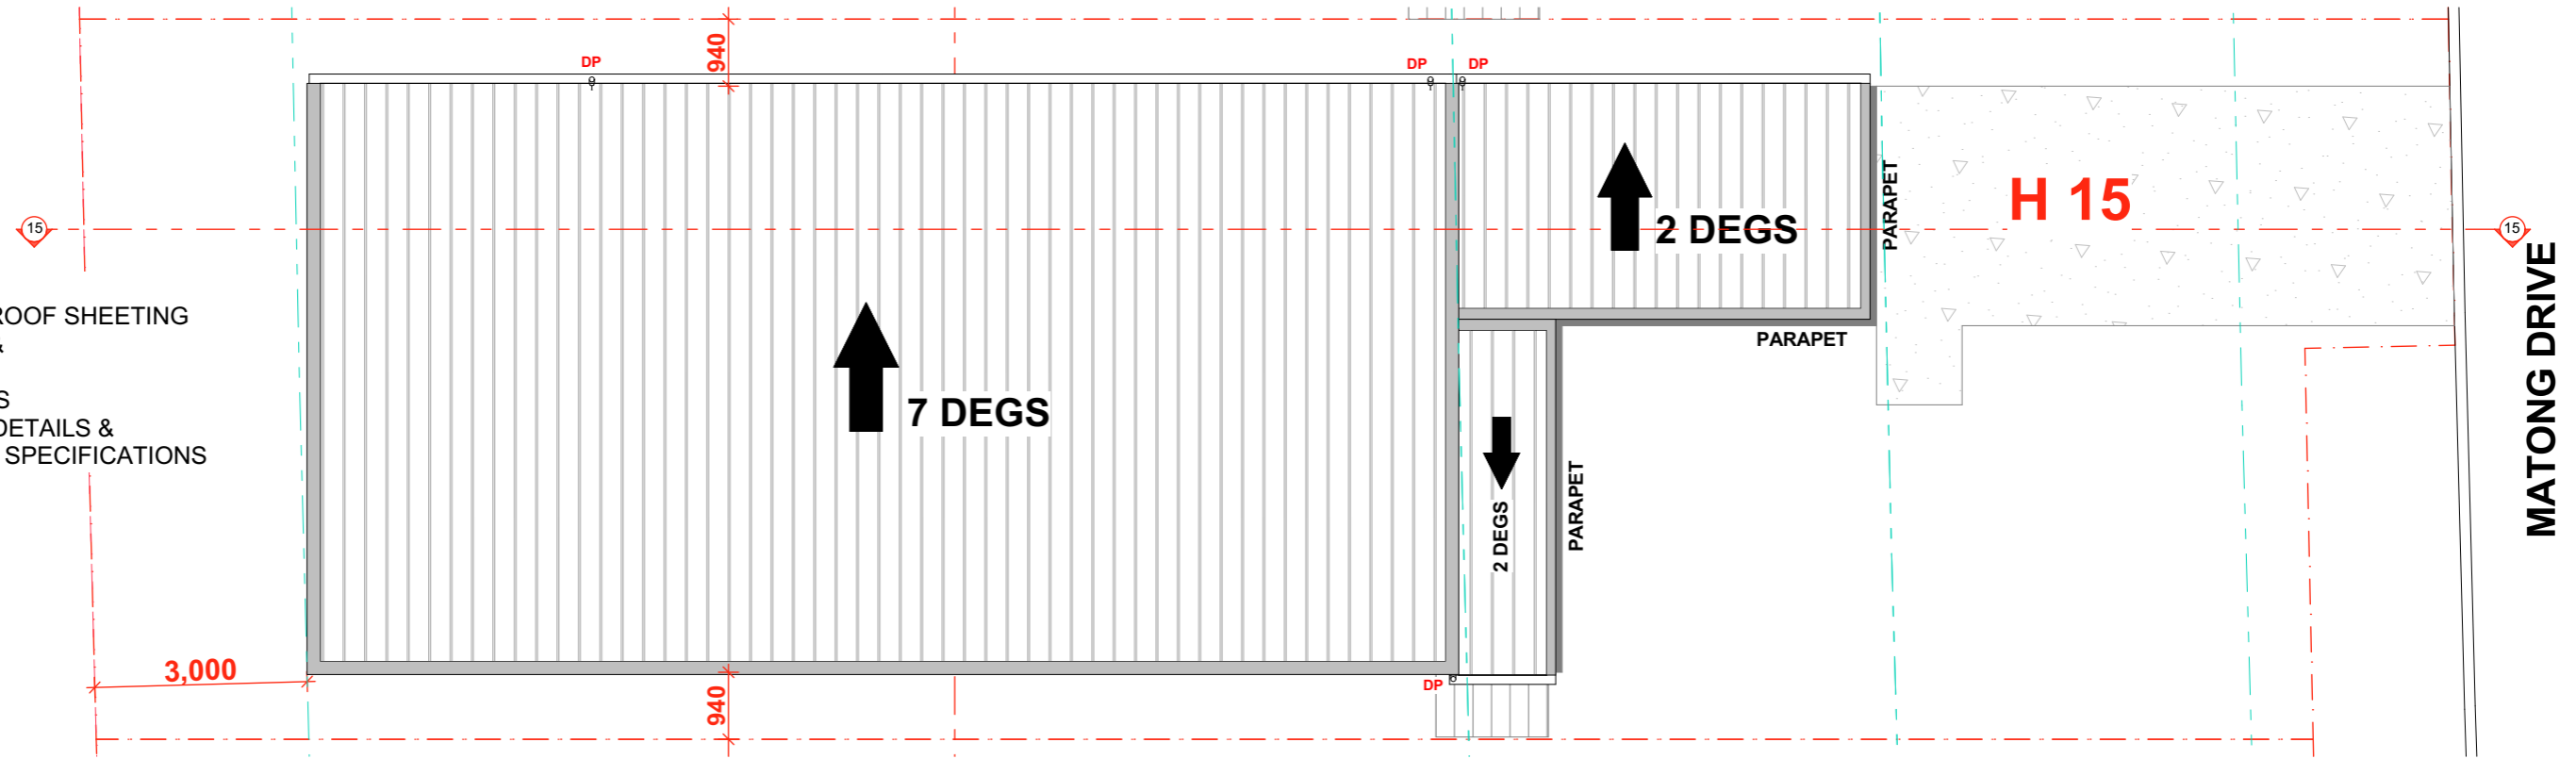 DP
940
DP
DP
15
2 DEGS
PARAPET
H 15
15
MATONG DRIVE
ROOF SHEETING
&
S
DETAILS &
SPECIFICATIONS
7 DEGS
PARAPET
2 DEGS
PARAPET
3,000
940
DP